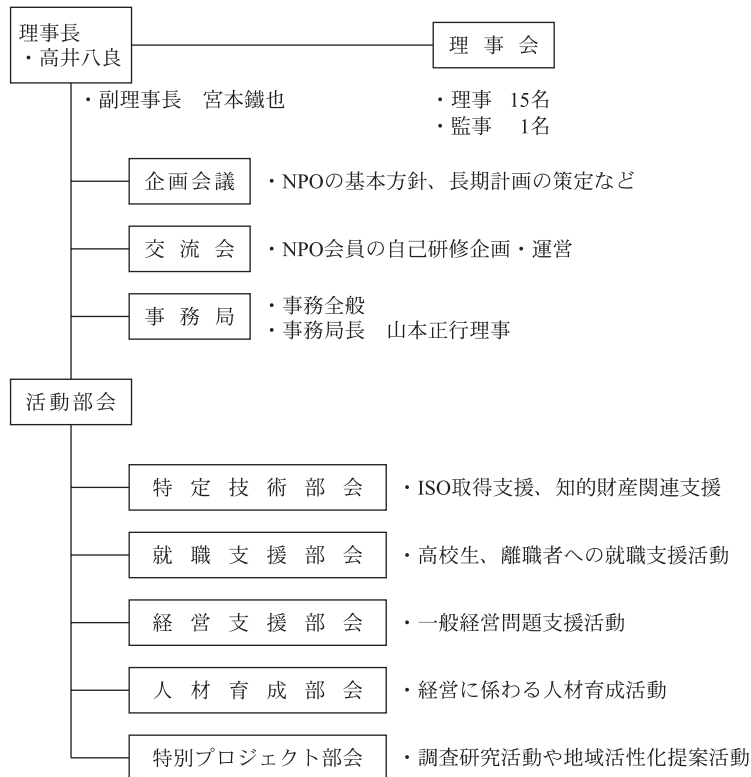 理事長
・高井八良
理事会
・副理事長　宮本鐵也
・理事　15名
・監事　1名
企画会議
・NPOの基本方針、長期計画の策定など
交流会
・NPO会員の自己研修企画・運営
事務局
・事務全般
・事務局長　山本正行理事
活動部会
特定技術部会
・ISO取得支援、知的財産関連支援
就職支援部会
・高校生、離職者への就職支援活動
経営支援部会
・一般経営問題支援活動
人材育成部会
・経営に係わる人材育成活動
特別プロジェクト部会
・調査研究活動や地域活性化提案活動